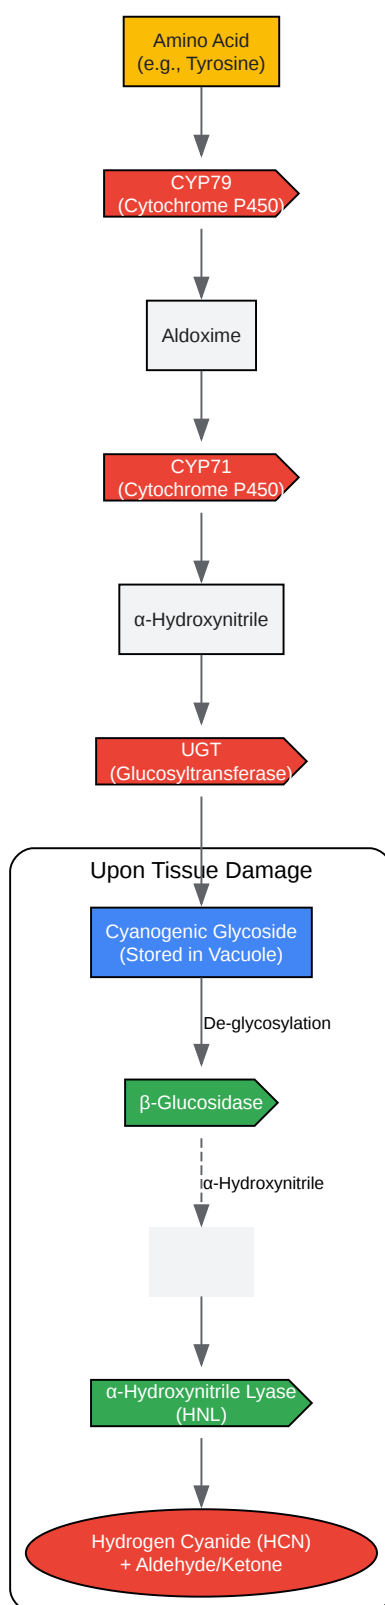 Amino Acid
(e.g., Tyrosine)
CYP79
(Cytochrome P450)
Aldoxime
CYP71
(Cytochrome P450)
α-Hydroxynitrile
UGT
(Glucosyltransferase)
Upon Tissue Damage
Cyanogenic Glycoside
(Stored in Vacuole)
De-glycosylation
β-Glucosidase
α-Hydroxynitrile
α-Hydroxynitrile Lyase
(HNL)
Hydrogen Cyanide (HCN)
+ Aldehyde/Ketone